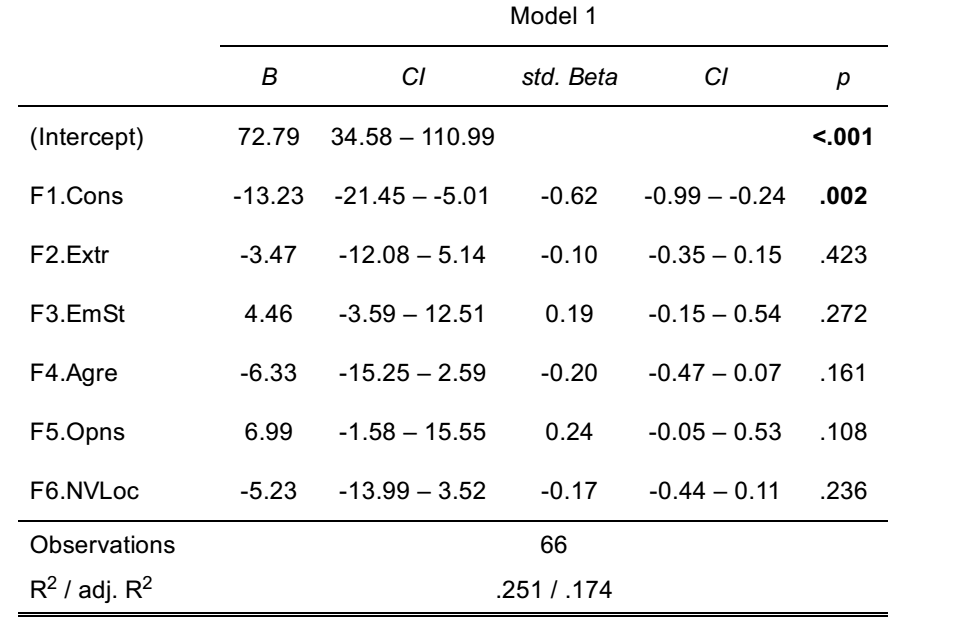 Model 1
B CI std. Beta CI p
(Intercept) 72.79 34.58 – 110.99 <.001
F1.Cons -13.23 -21.45 – -5.01 -0.62 -0.99 – -0.24 .002
F2.Extr -3.47 -12.08 – 5.14 -0.10 -0.35 – 0.15 .423
F3.EmSt 4.46 -3.59 – 12.51 0.19 -0.15 – 0.54 .272
F4.Agre -6.33 -15.25 – 2.59 -0.20 -0.47 – 0.07 .161
F5.Opns 6.99 -1.58 – 15.55 0.24 -0.05 – 0.53 .108
F6.NVLoc -5.23 -13.99 – 3.52 -0.17 -0.44 – 0.11 .236
Observations 66
R² / adj. R² .251 / .174